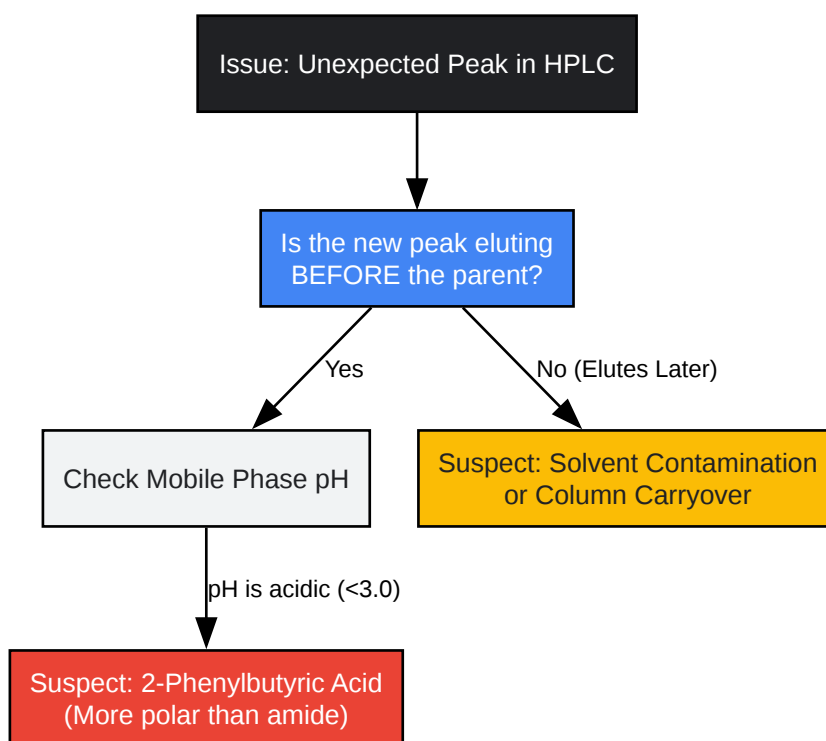 Issue: Unexpected Peak in HPLC
Is the new peak eluting
BEFORE the parent?
Yes
No (Elutes Later)
Check Mobile Phase pH
Suspect: Solvent Contamination
or Column Carryover
pH is acidic (<3.0)
Suspect: 2-Phenylbutyric Acid
(More polar than amide)